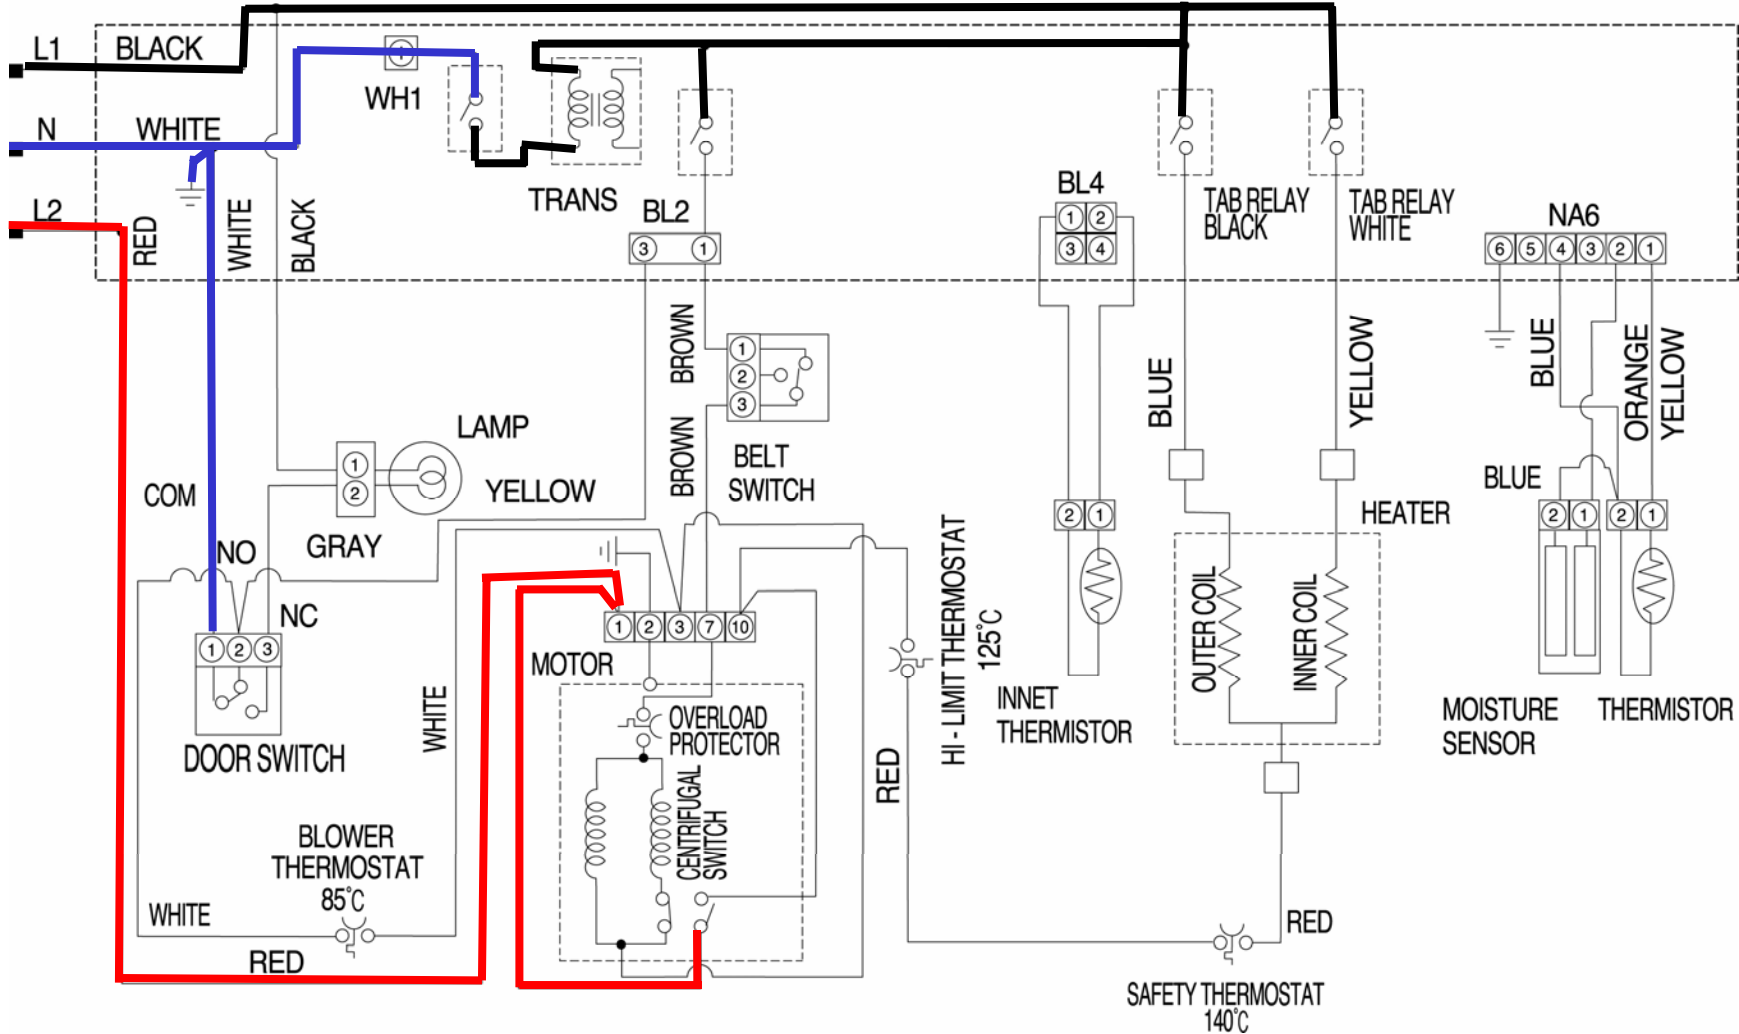 L1 BLACK
WH1
N WHITE
L2
RED
WHITE
BLACK
TRANS
BL2
3 1
BL4
1 2
3 4
TAB RELAY
BLACK
TAB RELAY
WHITE
NA6
6 5 4 3 2 1
1
BROWN
1
2
3
BELT
SWITCH
BROWN
BLUE
YELLOW
BLUE
ORANGE
YELLOW
LAMP
1
2
GRAY
YELLOW
COM
NO
NC
1 2 3
DOOR SWITCH
HEATER
BLUE
2 1
2 1
2 1
1 2 3 7 10
MOTOR
OVERLOAD
PROTECTOR
CENTRIFUGAL
SWITCH
HI - LIMIT THERMOSTAT
125°C
INNET
THERMISTOR
OUTER COIL
INNER COIL
MOISTURE
SENSOR
THERMISTOR
WHITE
RED
BLOWER
THERMOSTAT
85°C
WHITE
RED
RED
SAFETY THERMOSTAT
140°C